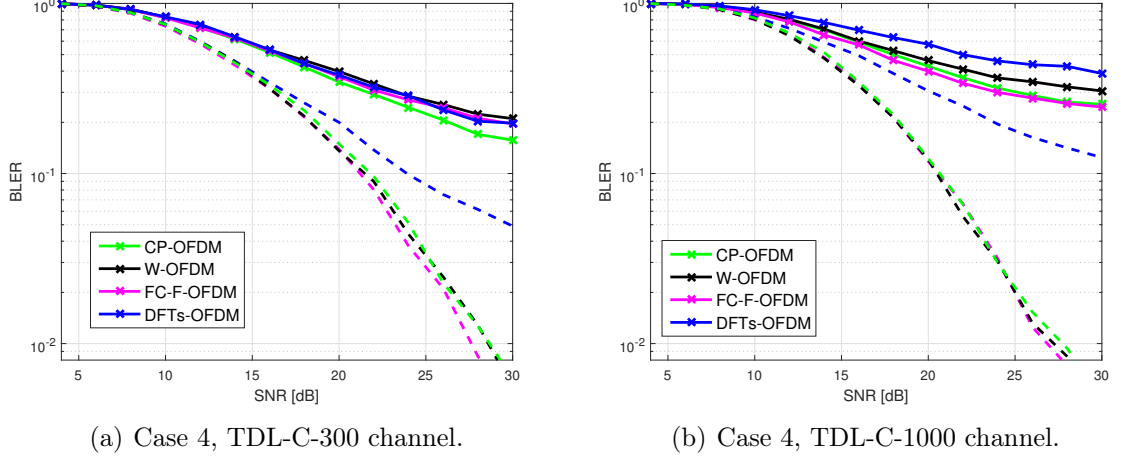 10^0
10^-1
10^-2
BLER
5 10 15 20 25 30
SNR [dB]
CP-OFDM
W-OFDM
FC-F-OFDM
DFTs-OFDM
(a) Case 4, TDL-C-300 channel.
10^0
10^-1
10^-2
BLER
5 10 15 20 25 30
SNR [dB]
CP-OFDM
W-OFDM
FC-F-OFDM
DFTs-OFDM
(b) Case 4, TDL-C-1000 channel.